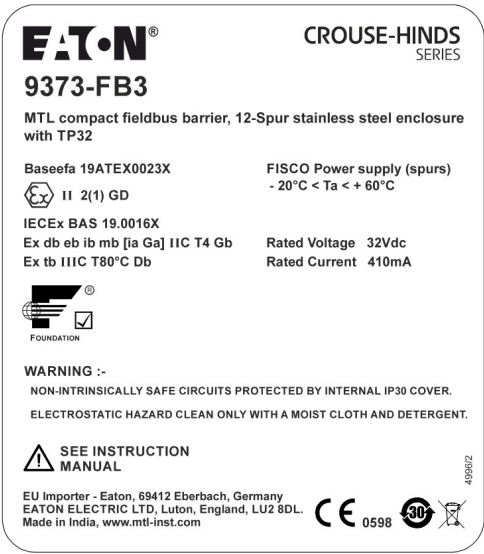 EATON®
CROUSE-HINDS
SERIES
9373-FB3
MTL compact fieldbus barrier, 12-Spur stainless steel enclosure
with TP32
Baseefa 19ATEX0023X
FISCO Power supply (spurs)
- 20°C < Ta < + 60°C
Ex II 2(1) GD
IECEx BAS 19.0016X
Ex db eb ib mb [ia Ga] IIC T4 Gb
Rated Voltage 32Vdc
Ex tb IIIC T80°C Db
Rated Current 410mA
F®
FOUNDATION
WARNING :-
NON-INTRINSICALLY SAFE CIRCUITS PROTECTED BY INTERNAL IP30 COVER.
ELECTROSTATIC HAZARD CLEAN ONLY WITH A MOIST CLOTH AND DETERGENT.
SEE INSTRUCTION
MANUAL
4996/2
EU Importer - Eaton, 69412 Eberbach, Germany
EATON ELECTRIC LTD, Luton, England, LU2 8DL.
Made in India, www.mtl-inst.com
CE 0598
30